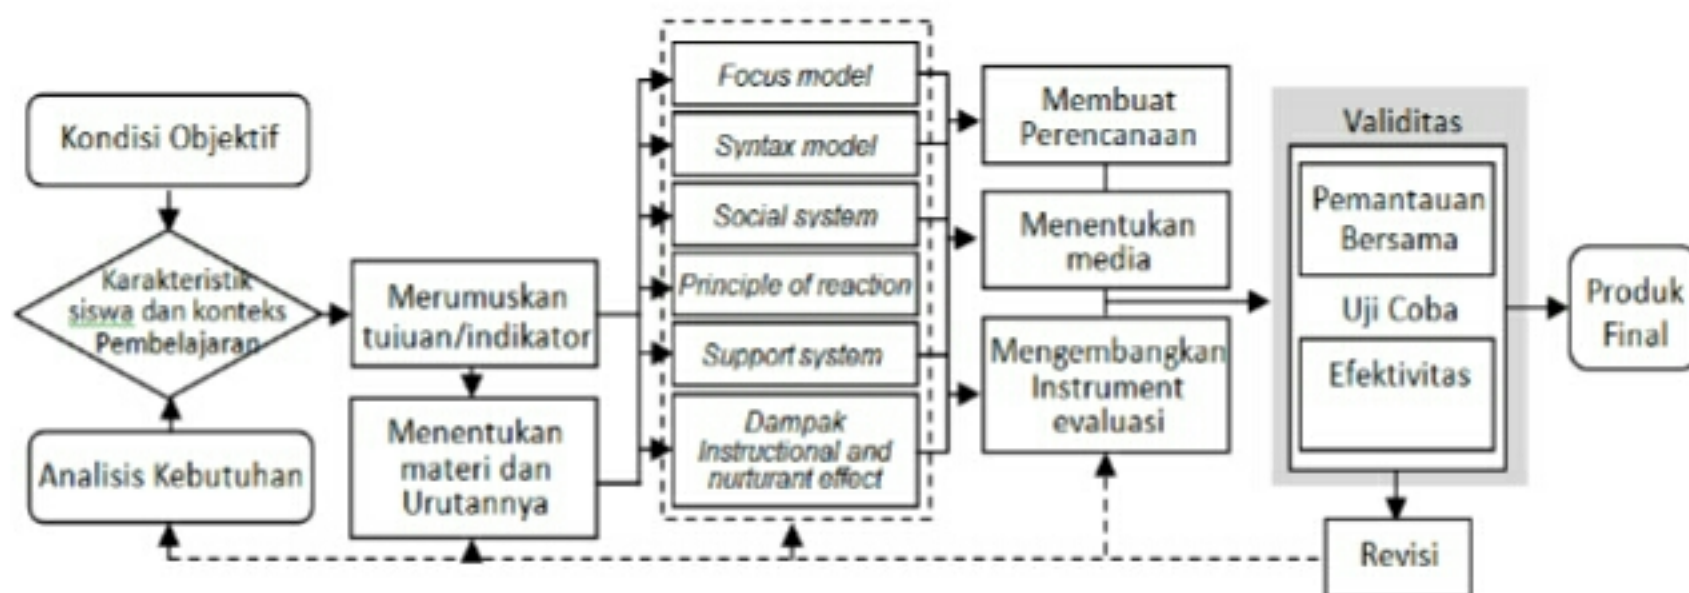 Kondisi Objektif
Karakteristik
siswa dan konteks
Pembelajaran
Analisis Kebutuhan
Merumuskan
tuiuan/indikator
Menentukan
materi dan
Urutannya
Focus model
Syntax model
Social system
Principle of reaction
Support system
Dampak
Instructional and
nurturant effect
Membuat
Perencanaan
Menentukan
media
Mengembangkan
Instrument
evaluasi
Validitas
Pemantauan
Bersama
Uji Coba
Efektivitas
Revisi
Produk
Final